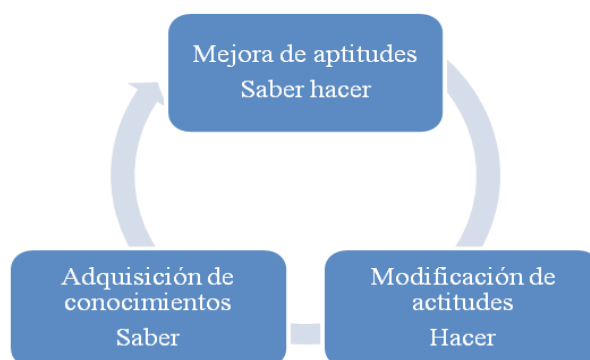 Mejora de aptitudes
Saber hacer
Adquisición de
conocimientos
Saber
Modificación de
actitudes
Hacer